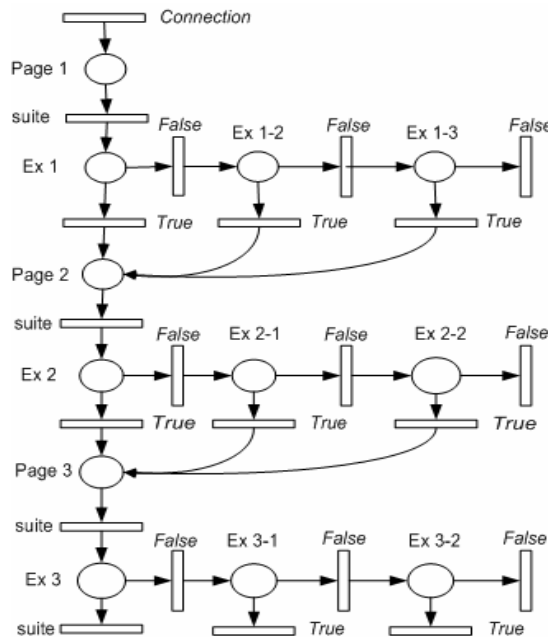 Connection
Page 1
suite
False Ex 1-2 False Ex 1-3 False
Ex 1
True True True
Page 2
suite
False Ex 2-1 False Ex 2-2 False
Ex 2
True True True
Page 3
suite
False Ex 3-1 False Ex 3-2 False
Ex 3
suite True True